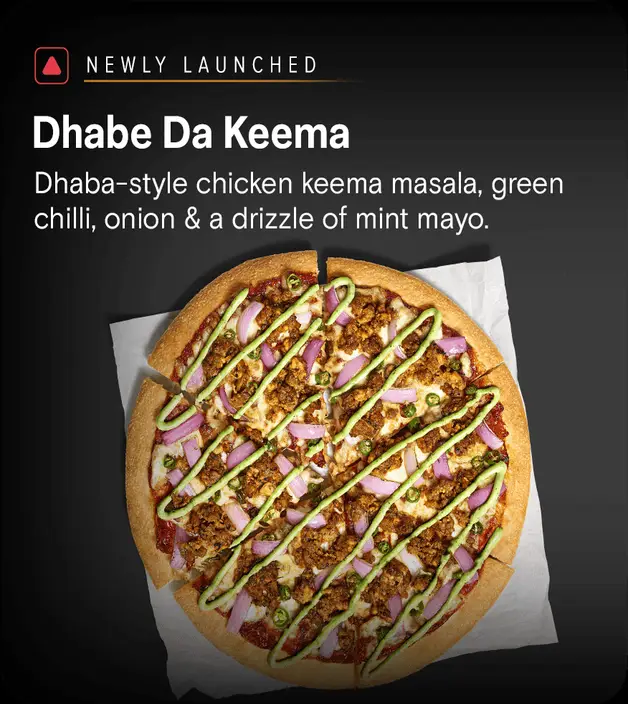 NEWLY LAUNCHED
Dhabe Da Keema
Dhaba-style chicken keema masala, green
chilli, onion & a drizzle of mint mayo.